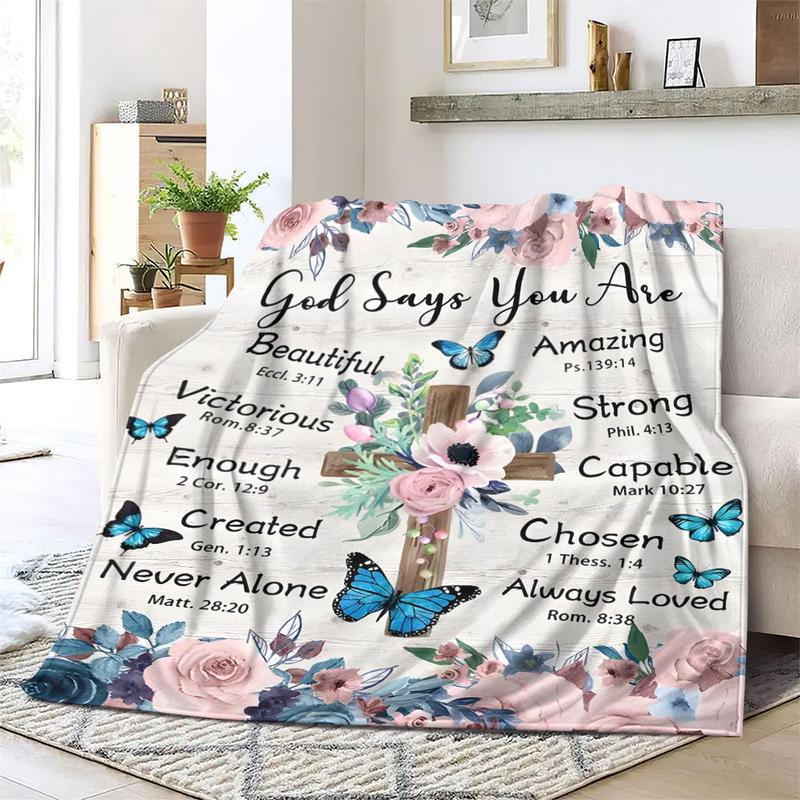 God Says You Are
Beautiful
Eccl. 3:11
Amazing
Ps.139:14
Victorious
Rom.8:37
Strong
Phil. 4:13
Enough
2 Cor. 12:9
Capable
Mark 10:27
Created
Gen. 1:13
Chosen
1 Thess. 1:4
Never Alone
Matt. 28:20
Always Loved
Rom. 8:38